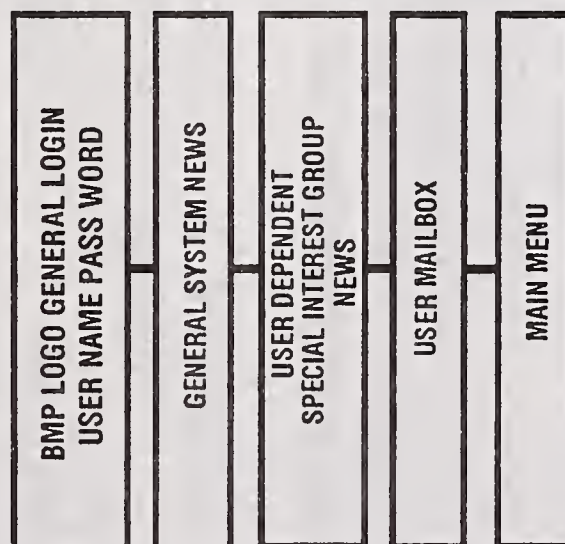 BMP LOGO GENERAL LOGIN
USER NAME PASS WORD
GENERAL SYSTEM NEWS
USER DEPENDENT
SPECIAL INTEREST GROUP
NEWS
USER MAILBOX
MAIN MENU